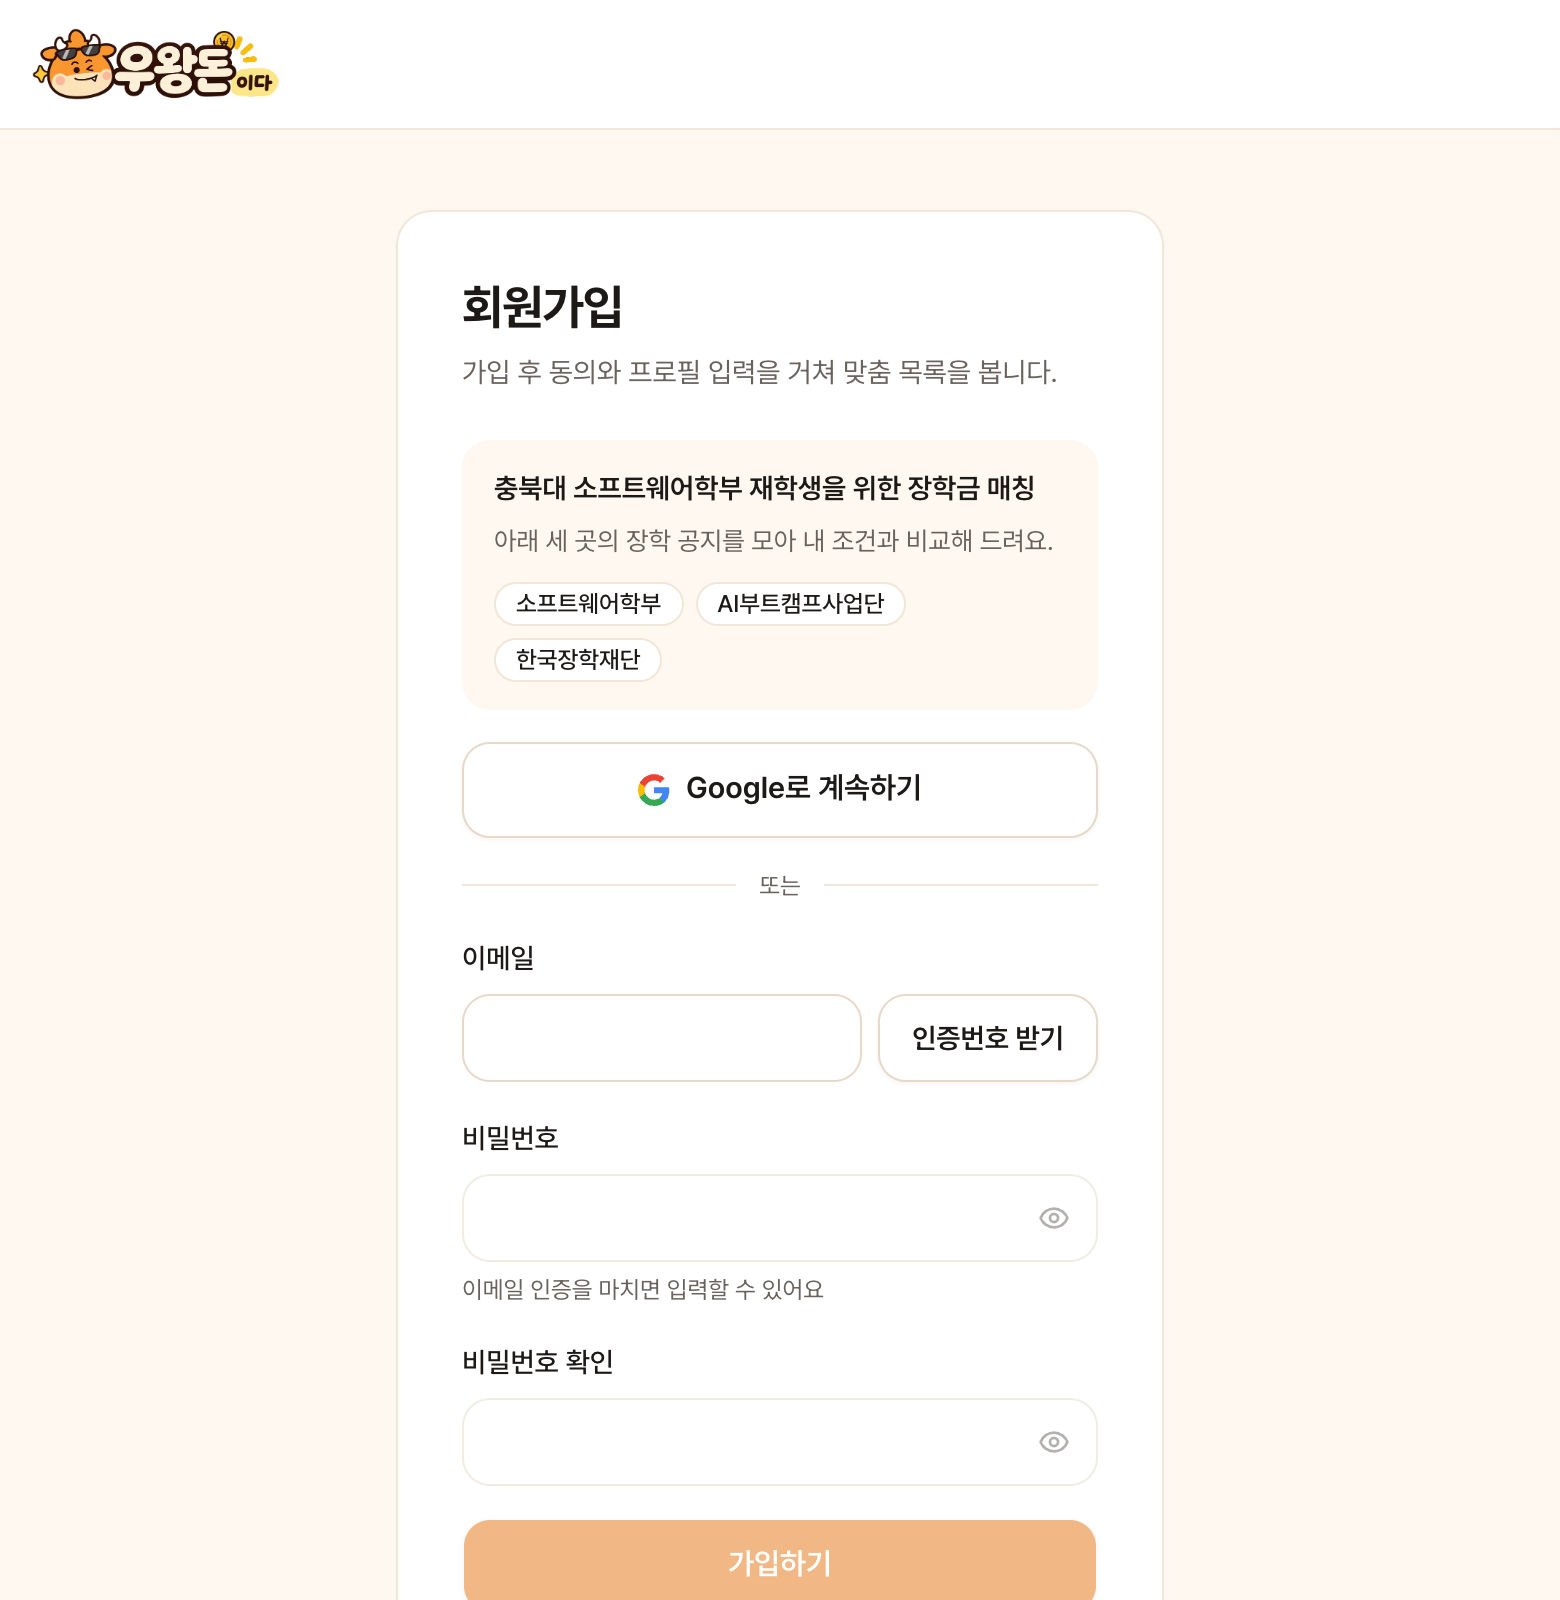 우왕돈
이다
회원가입
가입 후 동의와 프로필 입력을 거쳐 맞춤 목록을 봅니다.
충북대 소프트웨어학부 재학생을 위한 장학금 매칭
아래 세 곳의 장학 공지를 모아 내 조건과 비교해 드려요.
소프트웨어학부 AI부트캠프사업단
한국장학재단
Google로 계속하기
또는
이메일
인증번호 받기
비밀번호
이메일 인증을 마치면 입력할 수 있어요
비밀번호 확인
가입하기